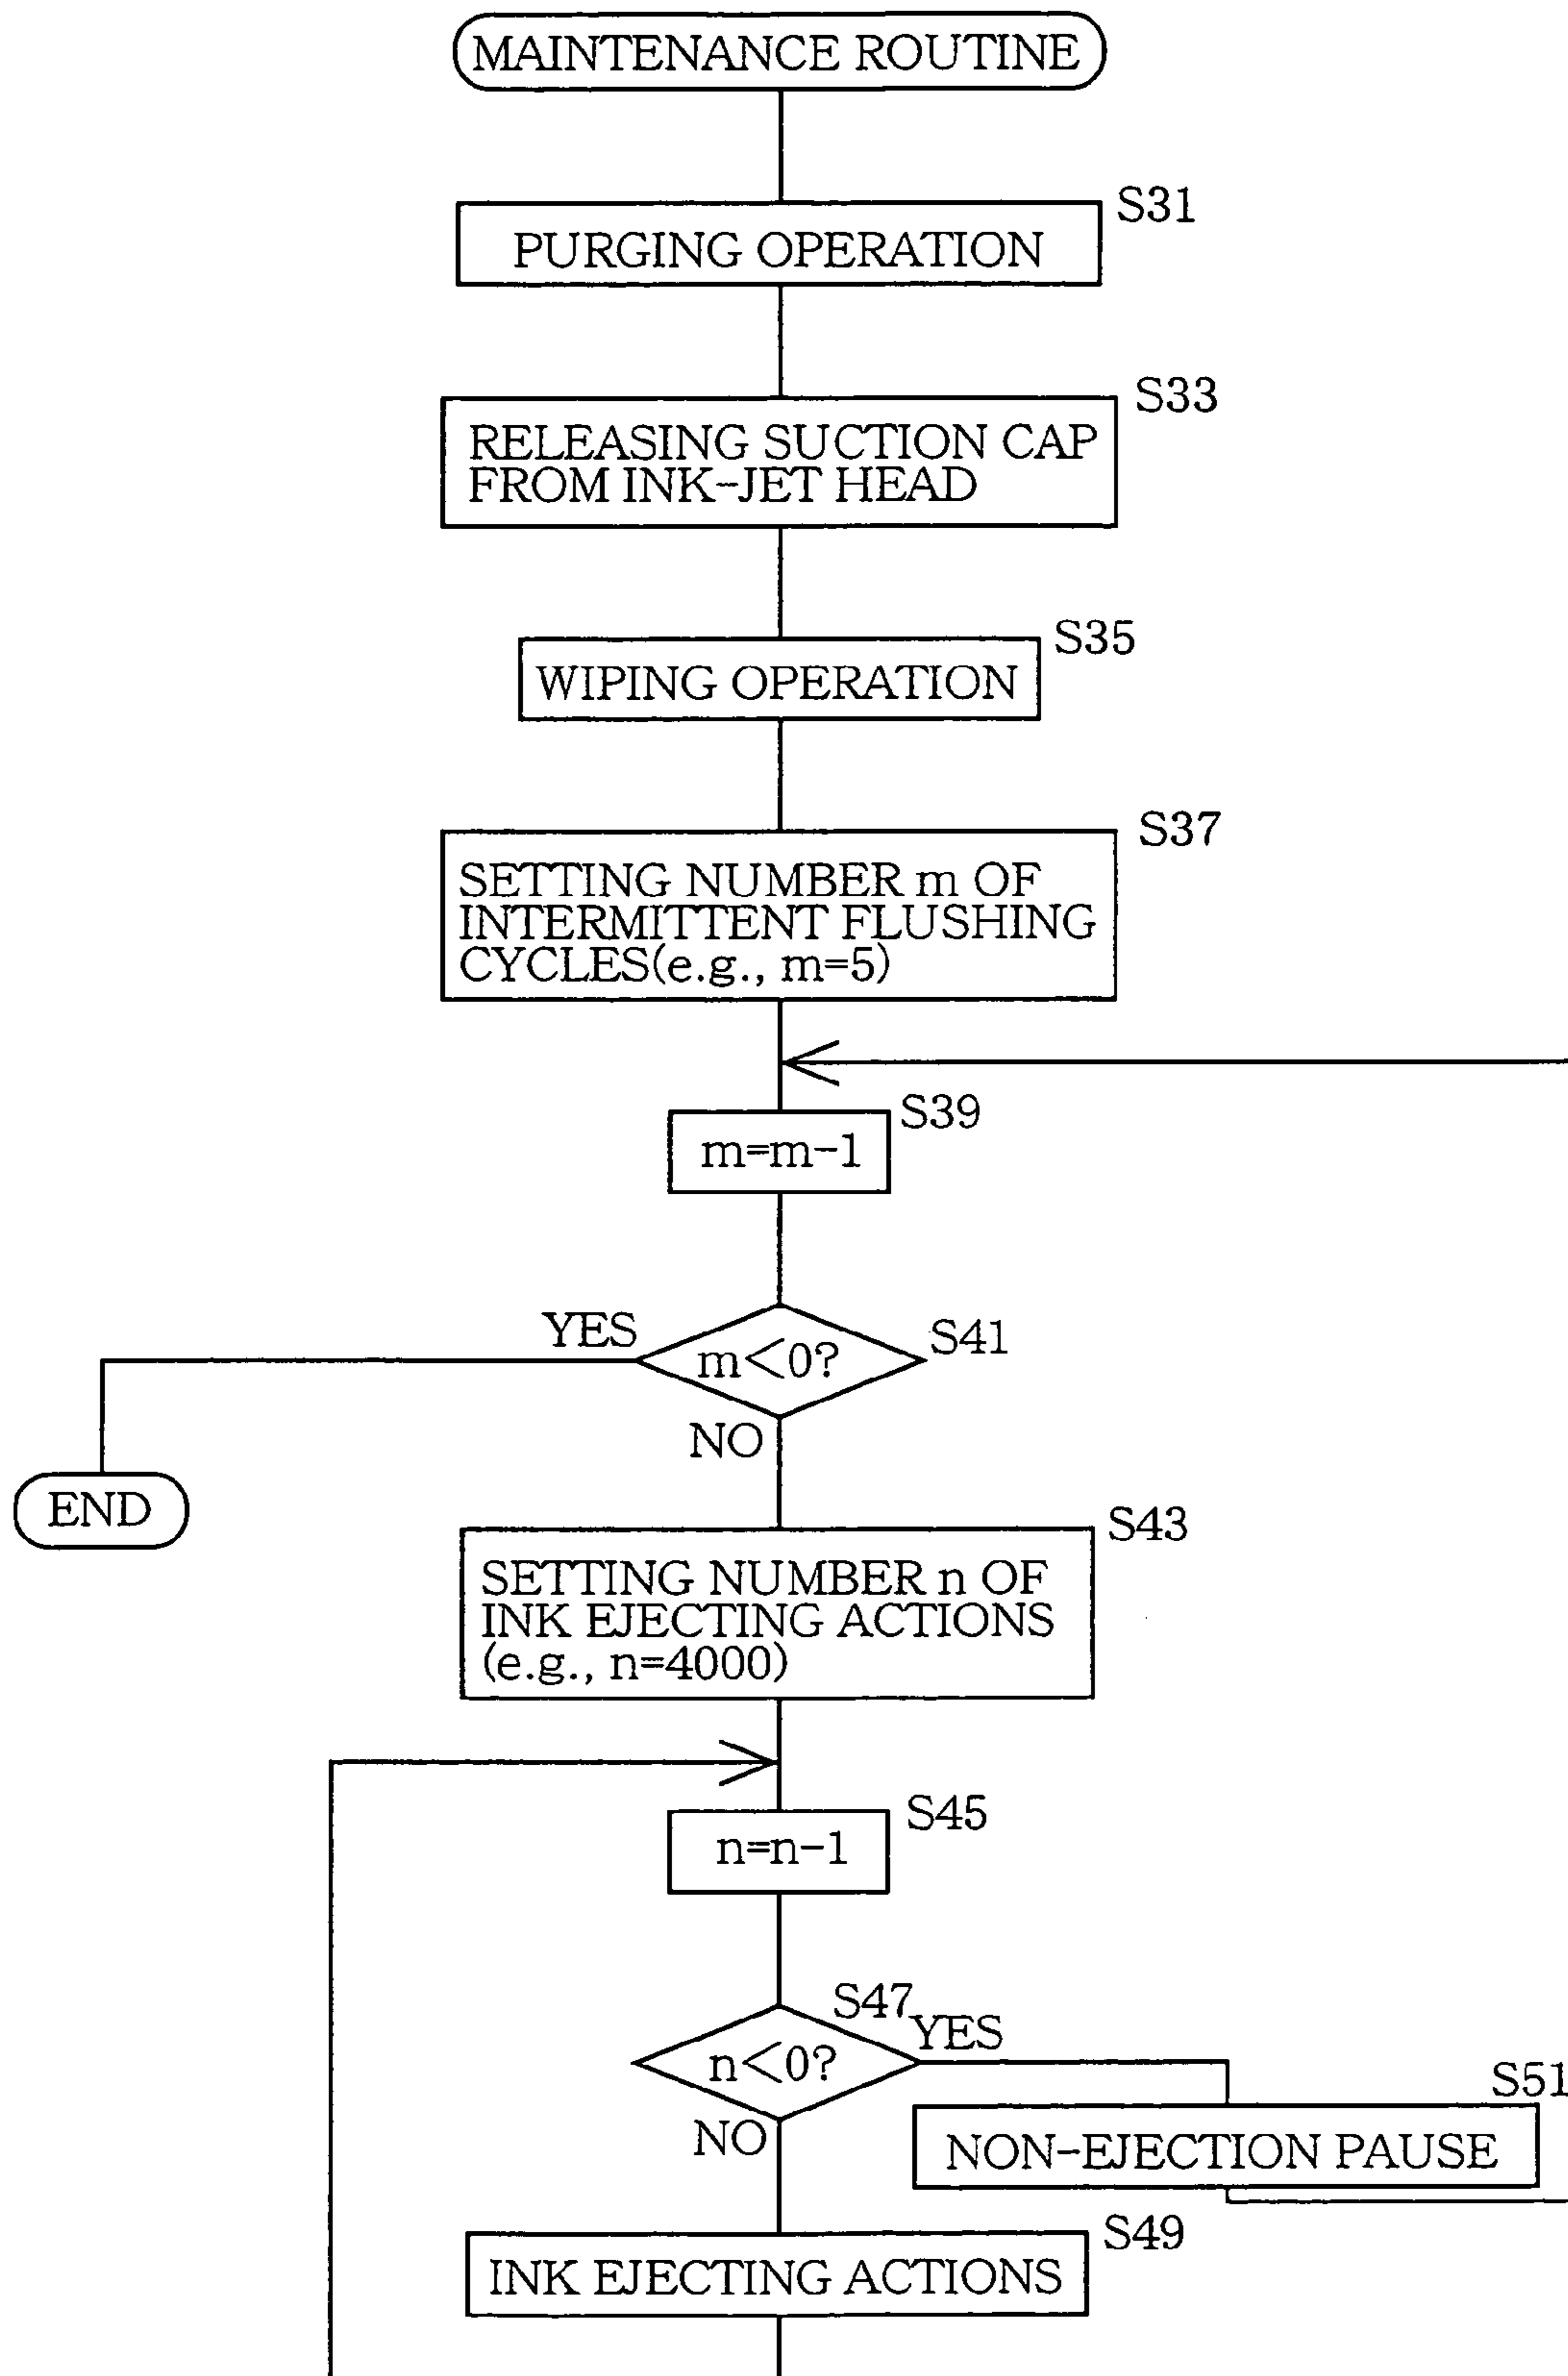 MAINTENANCE ROUTINE
S31
PURGING OPERATION
S33
RELEASING SUCTION CAP
FROM INK-JET HEAD
S35
WIPING OPERATION
S37
SETTING NUMBER m OF
INTERMITTENT FLUSHING
CYCLES(e.g., m=5)
S39
m=m-1
YES
S41
m<0?
NO
END
S43
SETTING NUMBER n OF
INK EJECTING ACTIONS
(e.g., n=4000)
S45
n=n-1
S47
YES
n<0?
S51
NO
NON-EJECTION PAUSE
S49
INK EJECTING ACTIONS